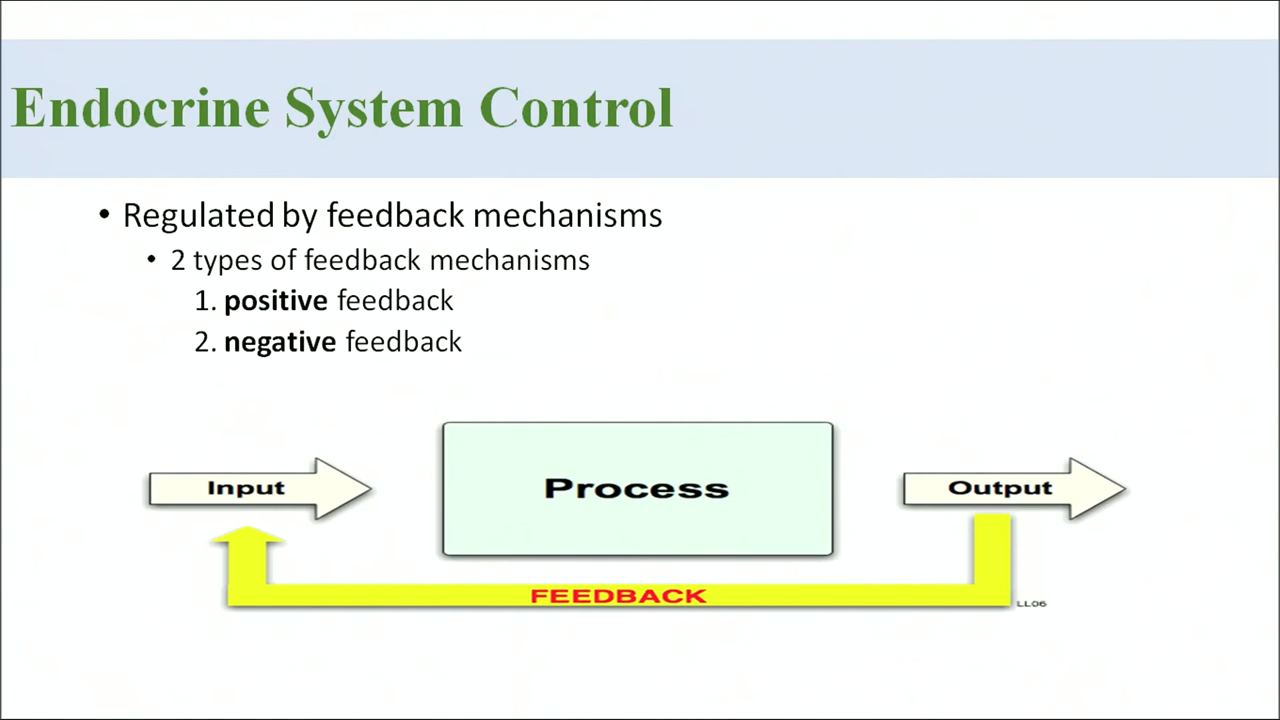 Endocrine System Control
• Regulated by feedback mechanisms
• 2 types of feedback mechanisms
1. positive feedback
2. negative feedback
Input
Process
Output
FEEDBACK
LL06